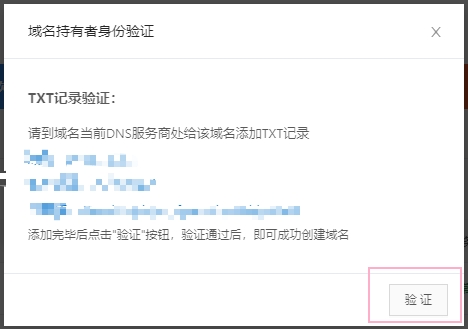 域名持有者身份验证
TXT记录验证：
请到域名当前DNS服务商处给该域名添加TXT记录
添加完毕后点击"验证"按钮，验证通过后，即可成功创建域名
验 证